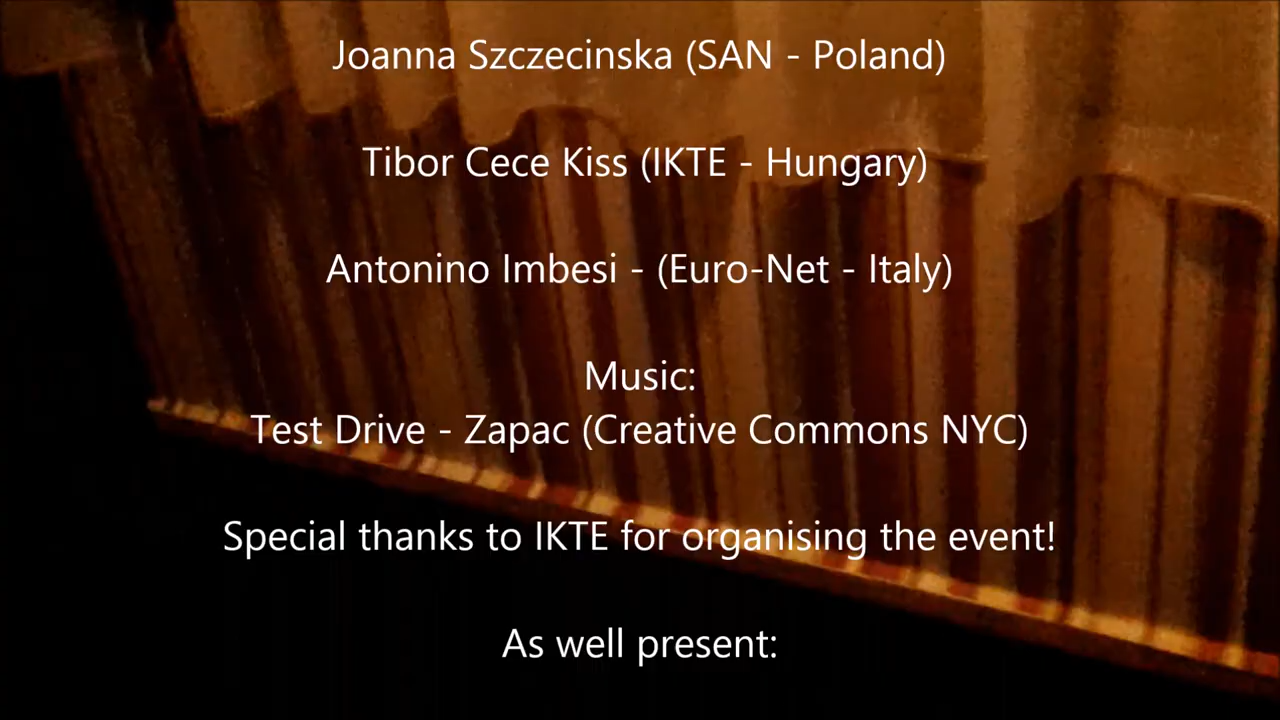 Joanna Szczecinska (SAN - Poland)
Tibor Cece Kiss (IKTE - Hungary)
Antonino Imbesi - (Euro-Net - Italy)
Music:
Test Drive - Zapac (Creative Commons NYC)
Special thanks to IKTE for organising the event!
As well present: